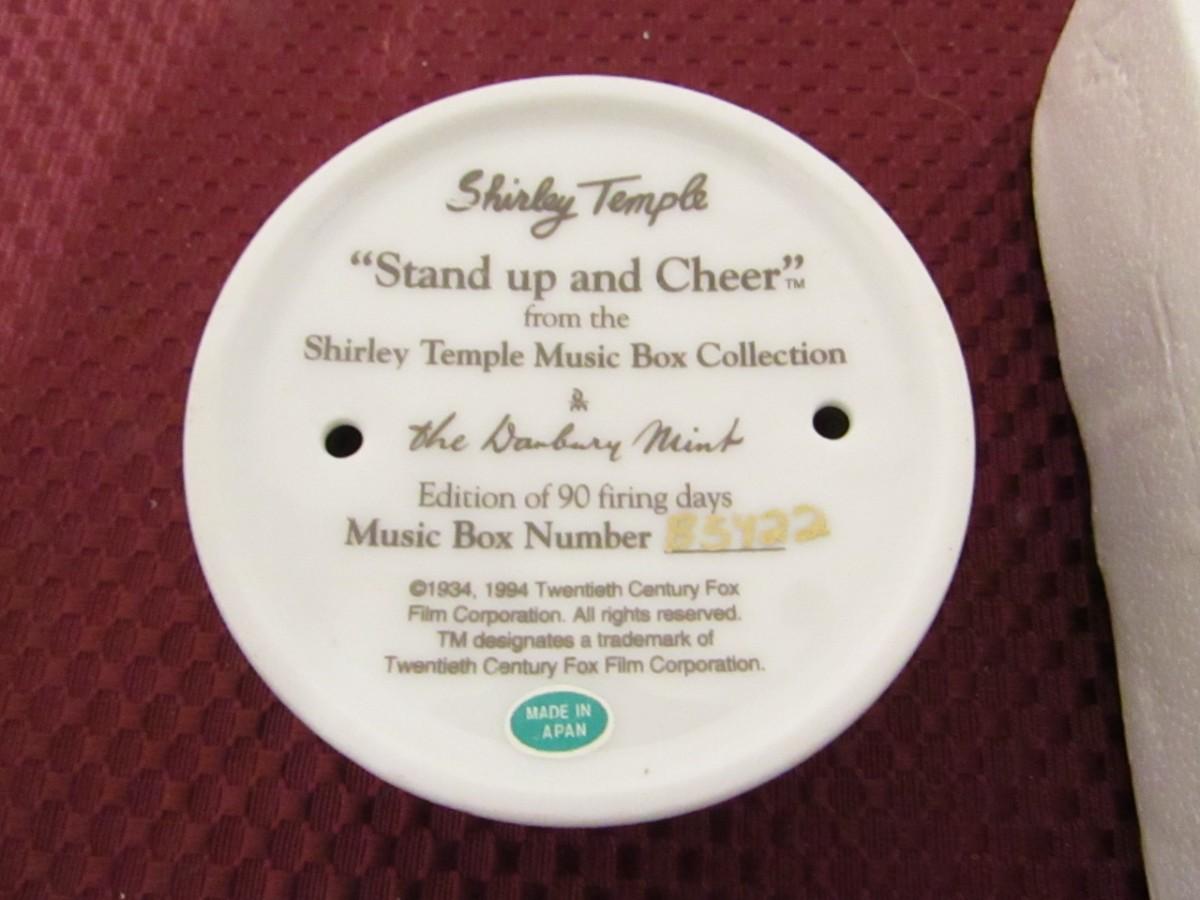 Shirley Temple
“Stand up and Cheer”™
from the
Shirley Temple Music Box Collection
the Danbury Mint
Edition of 90 firing days
Music Box Number B5422
©1934, 1994 Twentieth Century Fox
Film Corporation. All rights reserved.
TM designates a trademark of
Twentieth Century Fox Film Corporation.
MADE IN
APAN